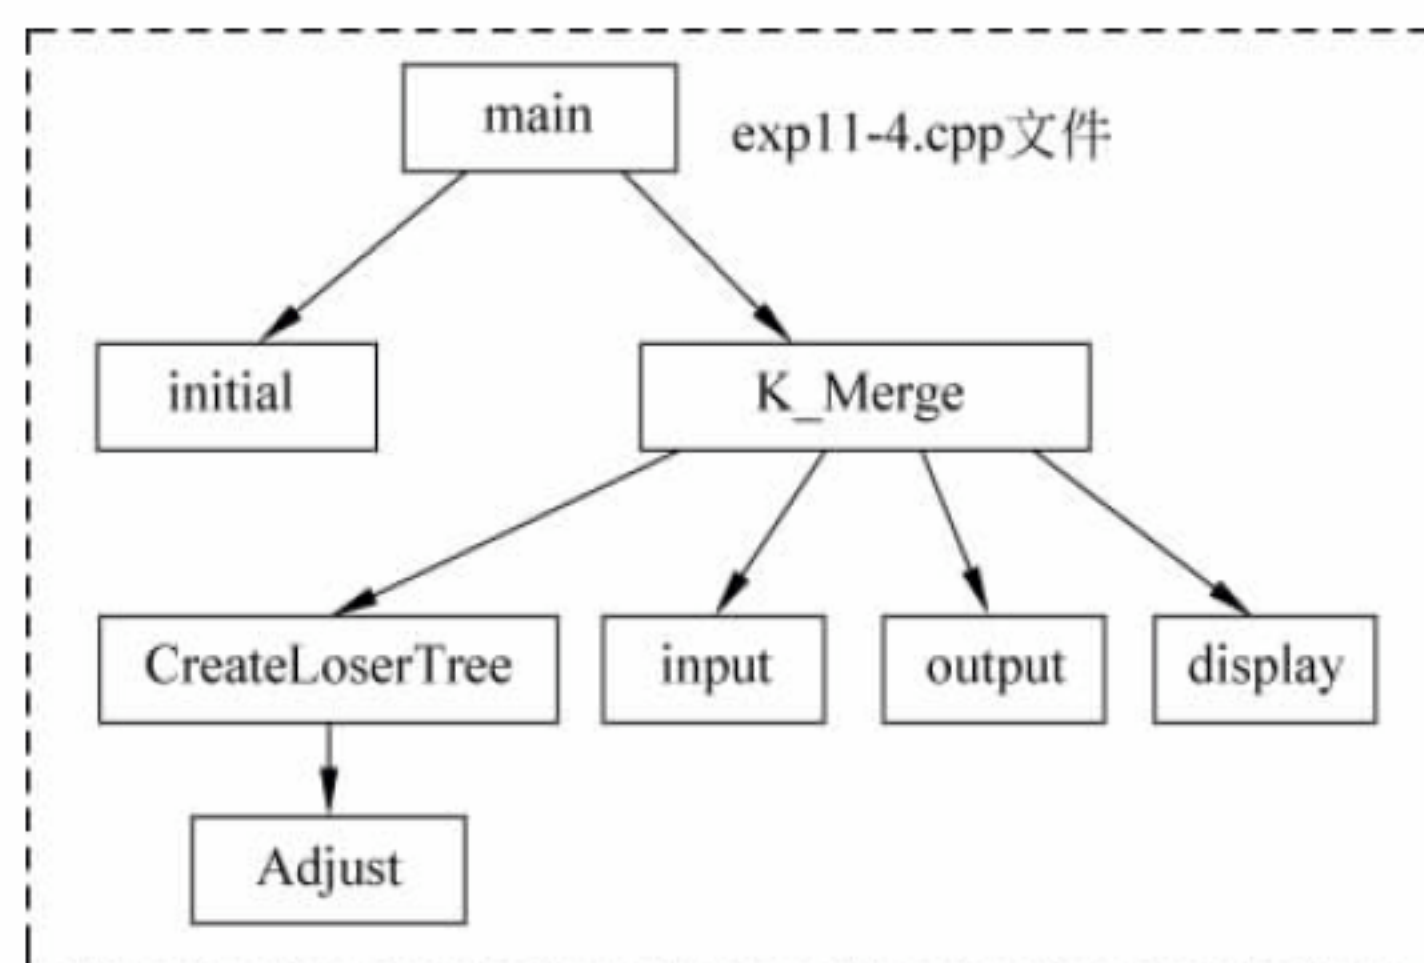 main
exp11-4.cpp文件
initial
K_Merge
CreateLoserTree
input
output
display
Adjust